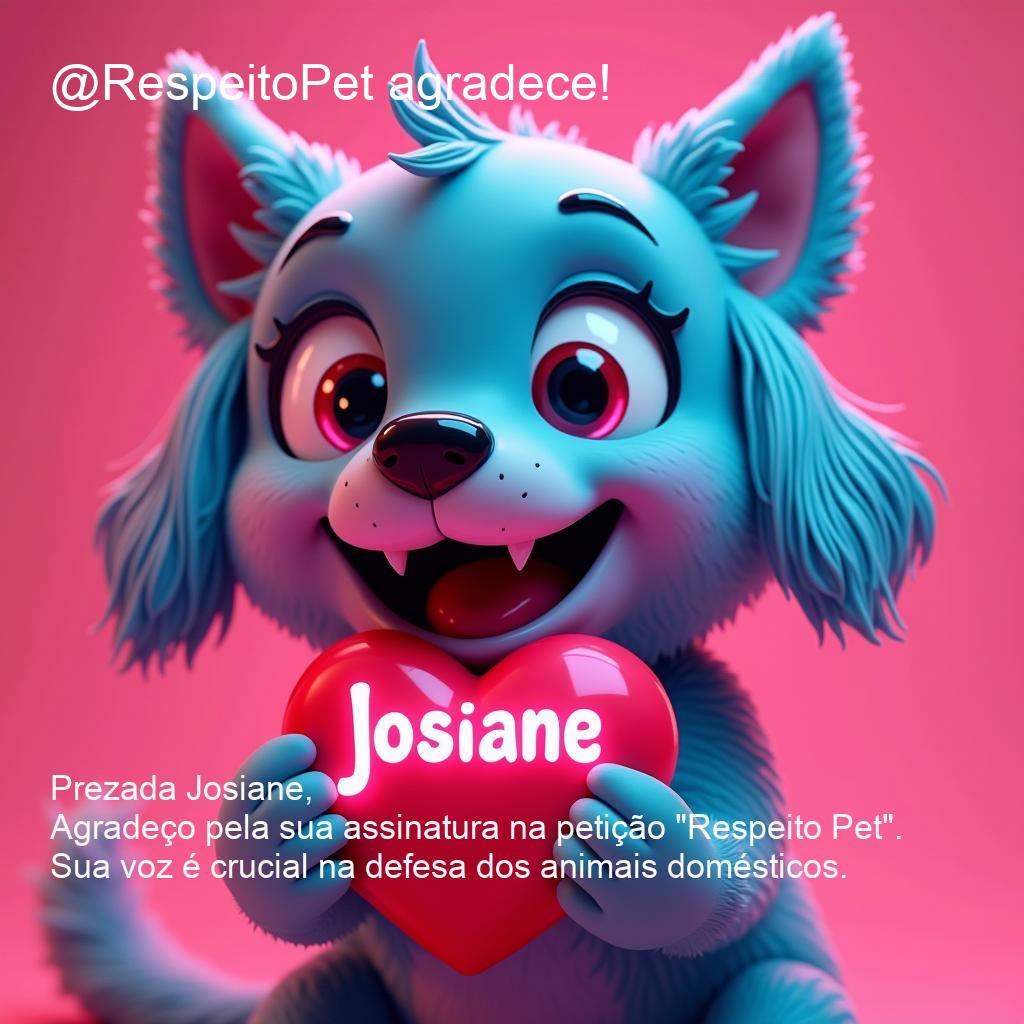 @RespeitoPet agradece!
Josiane
Prezada Josiane,
Agradeço pela sua assinatura na petição "Respeito Pet".
Sua voz é crucial na defesa dos animais domésticos.